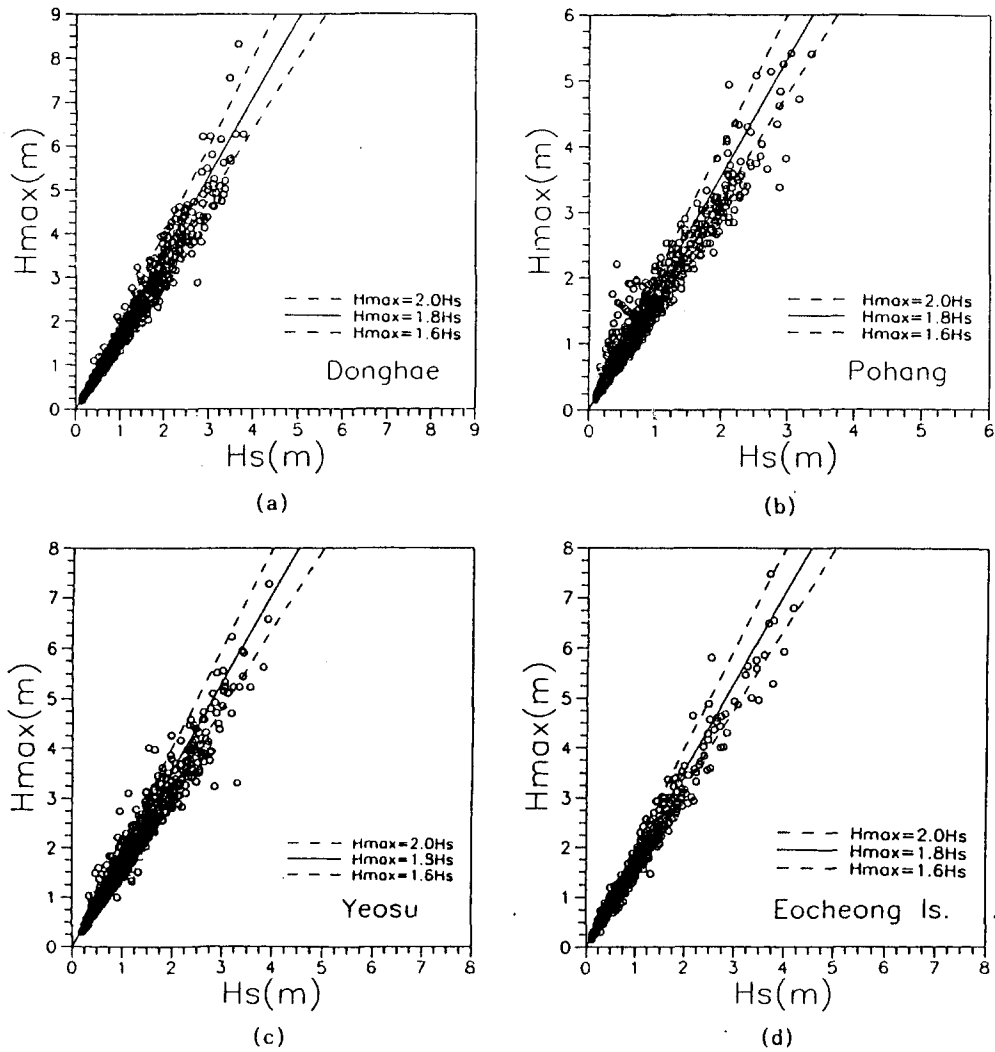 9
8
7
6
5
4
3
2
1
0
Hmax(m)
Hmax=2.0Hs
Hmax=1.8Hs
Hmax=1.6Hs
Donghae
0 1 2 3 4 5 6 7 8 9
Hs(m)
(a)
6
5
4
3
2
1
0
Hmax(m)
Hmax=2.0Hs
Hmax=1.8Hs
Hmax=1.6Hs
Pohang
0 1 2 3 4 5 6
Hs(m)
(b)
8
7
6
5
4
3
2
1
0
Hmax(m)
Hmax=2.0Hs
Hmax=1.8Hs
Hmax=1.6Hs
Yeosu
0 1 2 3 4 5 6 7 8
Hs(m)
(c)
8
7
6
5
4
3
2
1
0
Hmax(m)
Hmax=2.0Hs
Hmax=1.8Hs
Hmax=1.6Hs
Eocheong Is.
0 1 2 3 4 5 6 7 8
Hs(m)
(d)